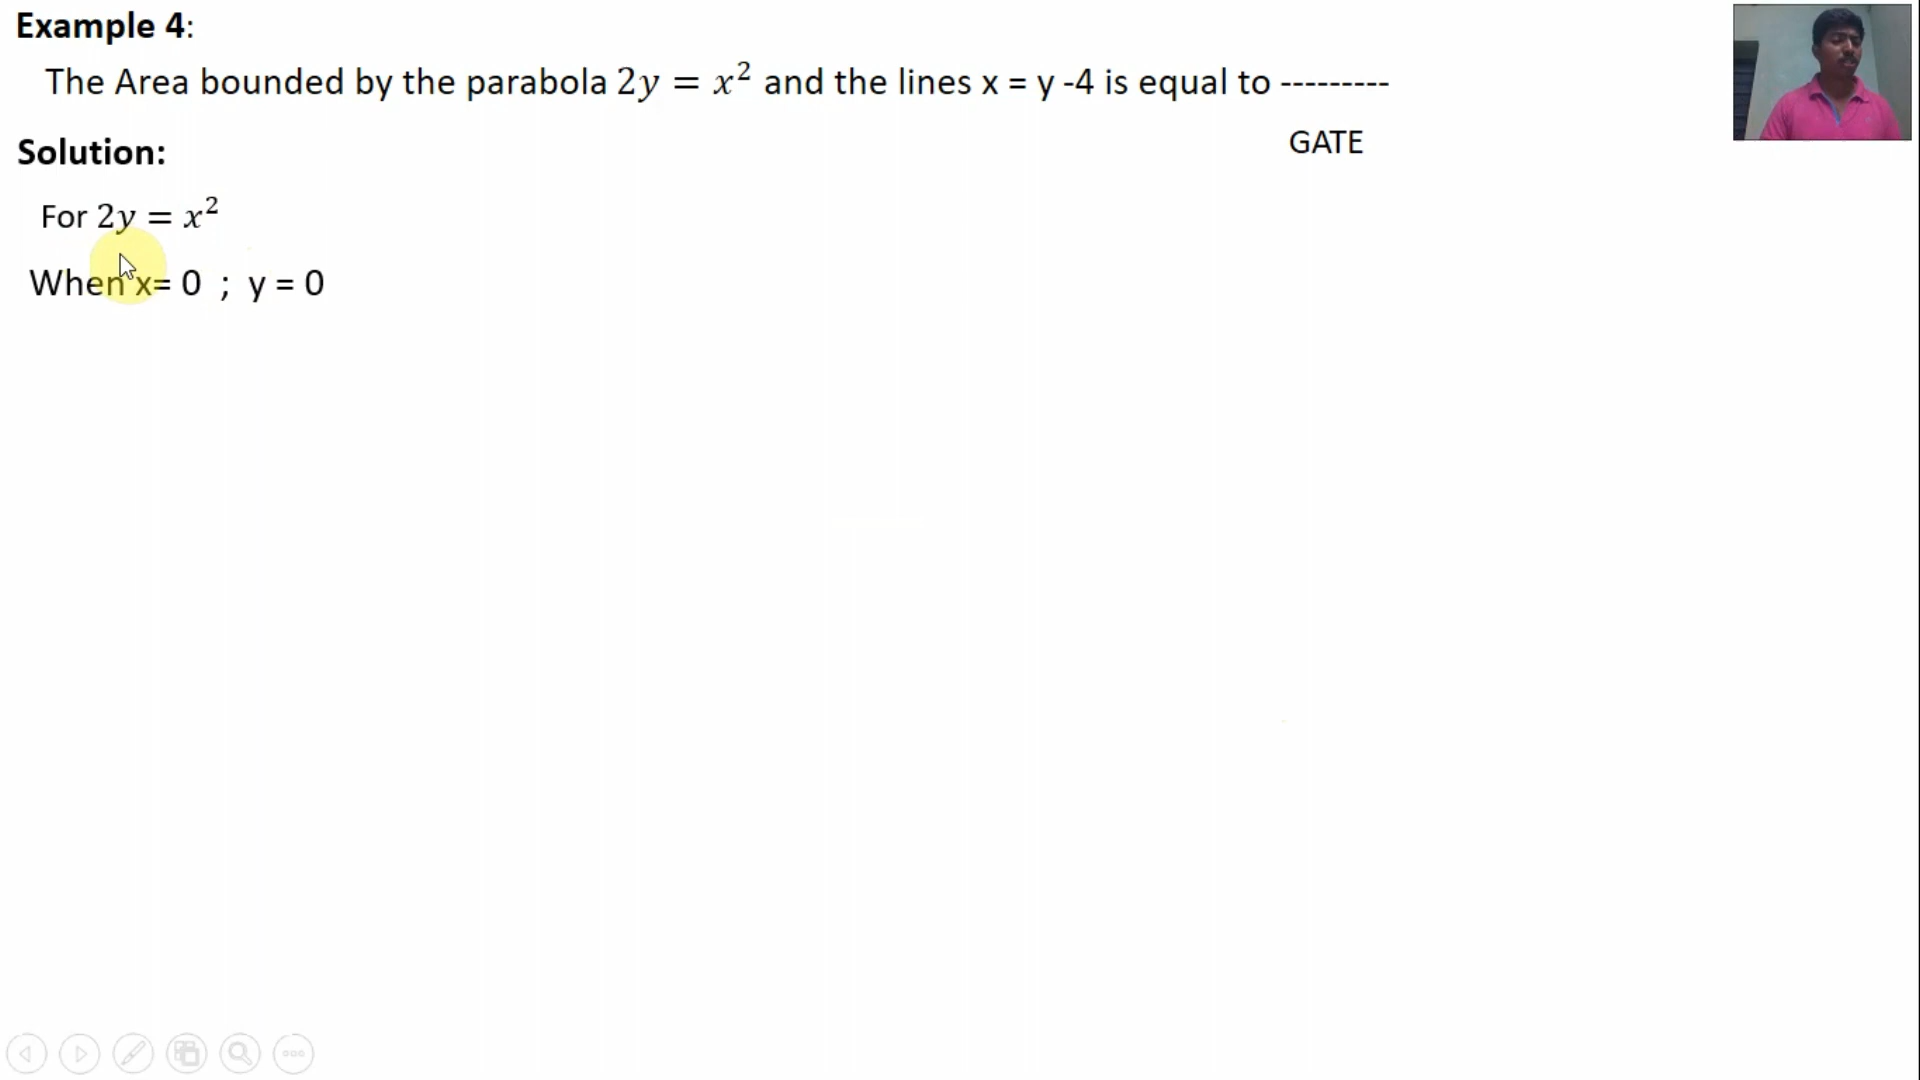 Example 4:
The Area bounded by the parabola 2y = x² and the lines x = y -4 is equal to ---------
GATE
Solution:
For 2y = x²
When x= 0 ; y = 0